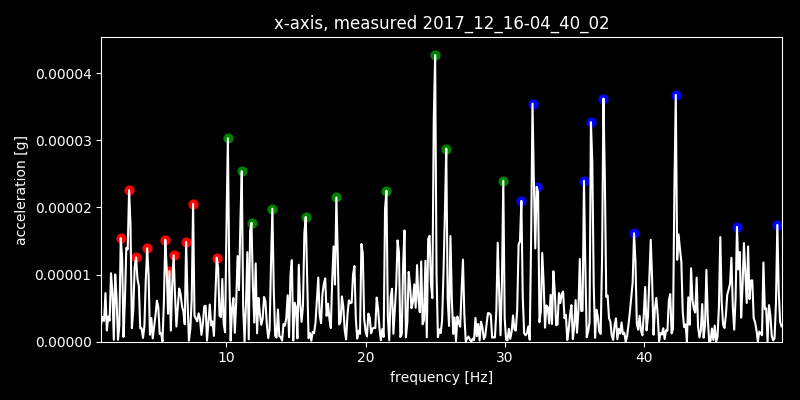 x-axis, measured 2017_12_16-04_40_02
acceleration [g]
0.00004
0.00003
0.00002
0.00001
0.00000
10 20 30 40
frequency [Hz]